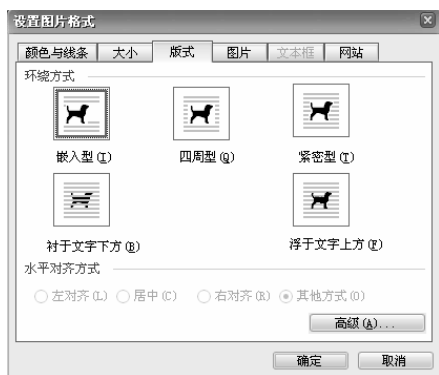 设置图片格式
颜色与线条 大小 版式 图片 文本框 网站
环绕方式
嵌入型(I) 四周型(Q) 紧密型(T)
衬于文字下方(B) 浮于文字上方(F)
水平对齐方式
左对齐(L) 居中(C) 右对齐(R) 其他方式(O)
高级(A)...
确定 取消